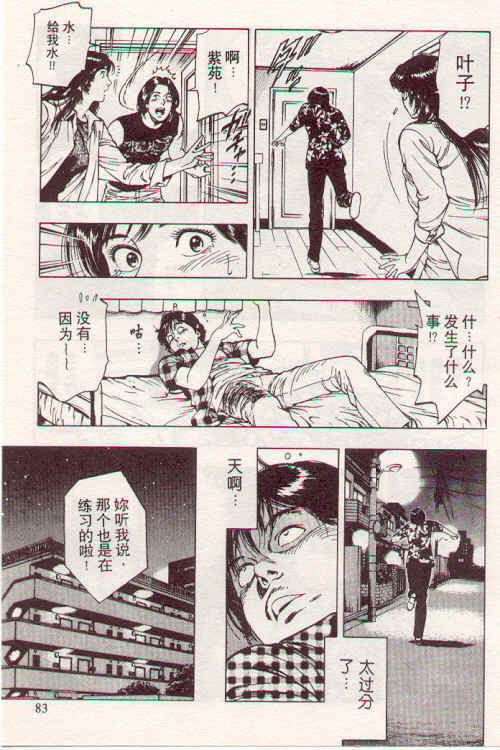 叶子!?
啊…
紫苑!
水…
给我水!!
什…什么?
发生了什么
事!?
咕…
没有…
因为~~
太过分
了…
天啊…
妳听我说,
那个也是在
练习的啦!
83